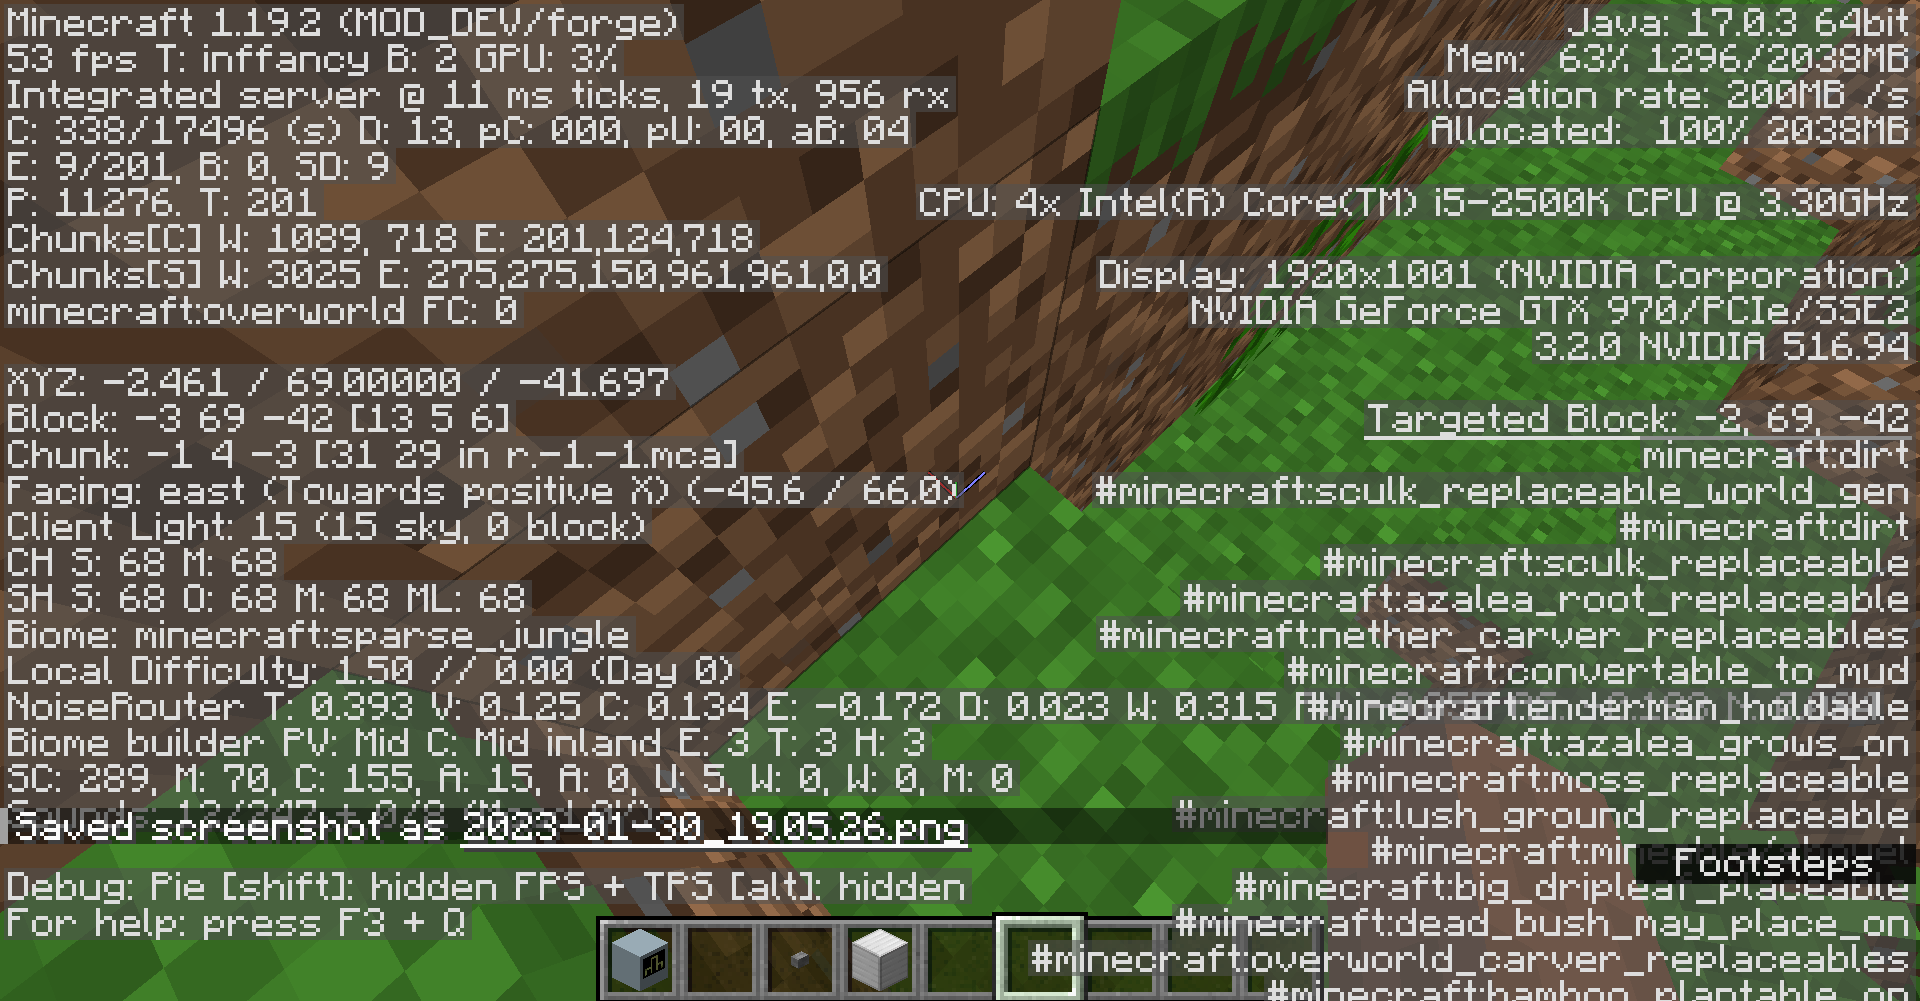 Minecraft 1.19.2 (MOD_DEV/forge)
53 fps T: inffancy B: 2 GPU: 3%
Integrated server @ 11 ms ticks, 19 tx, 956 rx
C: 338/17496 (s) D: 13, pC: 000, pU: 00, aB: 04
E: 9/201, B: 0, SD: 9
P: 11276. T: 201
Chunks[C] W: 1089, 718 E: 201,124,718
Chunks[S] W: 3025 E: 275,275,150,961,961,0,0
minecraft:overworld FC: 0
XYZ: -2.461 / 69.00000 / -41.697
Block: -3 69 -42 [13 5 6]
Chunk: -1 4 -3 [31 29 in r.-1.-1.mca]
Facing: east (Towards positive X) (-45.6 / 66.0)
Client Light: 15 (15 sky, 0 block)
CH S: 68 M: 68
SH S: 68 O: 68 M: 68 ML: 68
Biome: minecraft:sparse_jungle
Local Difficulty: 1.50 // 0.00 (Day 0)
NoiseRouter T: 0.393 V: 0.125 C: 0.134 E: -0.172 D: 0.023 W: 0.315
Biome builder PV: Mid C: Mid inland E: 3 T: 3 H: 3
SC: 289, M: 70, C: 155, A: 15, A: 0, U: 5, W: 0, W: 0, M: 0
Saved screenshot as 2023-01-30_19.05.26.png
Debug: Pie [shift]: hidden FPS + TPS [alt]: hidden
For help: press F3 + Q
Java: 17.0.3 64bit
Mem: 63% 1296/2038MB
Allocation rate: 200MB /s
Allocated: 100% 2038MB
CPU: 4x Intel(R) Core(TM) i5-2500K CPU @ 3.30GHz
Display: 1920x1001 (NVIDIA Corporation)
NVIDIA GeForce GTX 970/PCIe/SSE2
3.2.0 NVIDIA 516.94
Targeted Block: -2, 69, -42
minecraft:dirt
#minecraft:sculk_replaceable_world_gen
#minecraft:dirt
#minecraft:sculk_replaceable
#minecraft:azalea_root_replaceable
#minecraft:nether_carver_replaceables
#minecraft:convertable_to_mud
#minecraft:enderman_holdable
#minecraft:azalea_grows_on
#minecraft:moss_replaceable
#minecraft:lush_ground_replaceable
Footsteps
#minecraft:big_dripleaf_placeable
#minecraft:dead_bush_may_place_on
#minecraft:overworld_carver_replaceables
#minecraft:bamboo_plantable_on